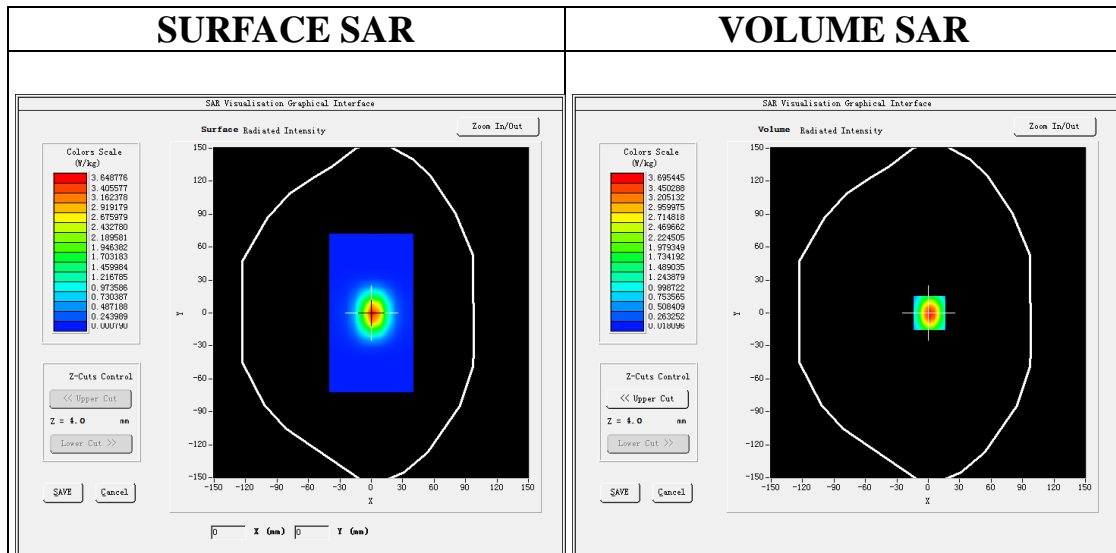 SURFACE SAR
VOLUME SAR
SAR Visualisation Graphical Interface
Surface Radiated Intensity
Zoom In/Out
Colors Scale
(W/kg)
3.648776
3.405577
3.162378
2.919179
2.675979
2.432780
2.189581
1.946382
1.703183
1.459984
1.216785
0.973586
0.730387
0.487188
0.243989
0.000790
Z-Cuts Control
<< Upper Cut
Z = 4.0 mm
Lower Cut >>
SAVE
Cancel
150
120
90
60
30
0
-30
-60
-90
-120
-150
Y
-150 -120 -90 -60 -30 0 30 60 90 120 150
X
0 X (mm) 0 Y (mm)
SAR Visualisation Graphical Interface
Volume Radiated Intensity
Zoom In/Out
Colors Scale
(W/kg)
3.695445
3.450288
3.205132
2.959975
2.714818
2.469662
2.224505
1.979349
1.734192
1.489035
1.243879
0.998722
0.753565
0.508409
0.263252
0.018096
Z-Cuts Control
<< Upper Cut
Z = 4.0 mm
Lower Cut >>
SAVE
Cancel
150
120
90
60
30
0
-30
-60
-90
-120
-150
Y
-150 -120 -90 -60 -30 0 30 60 90 120 150
X